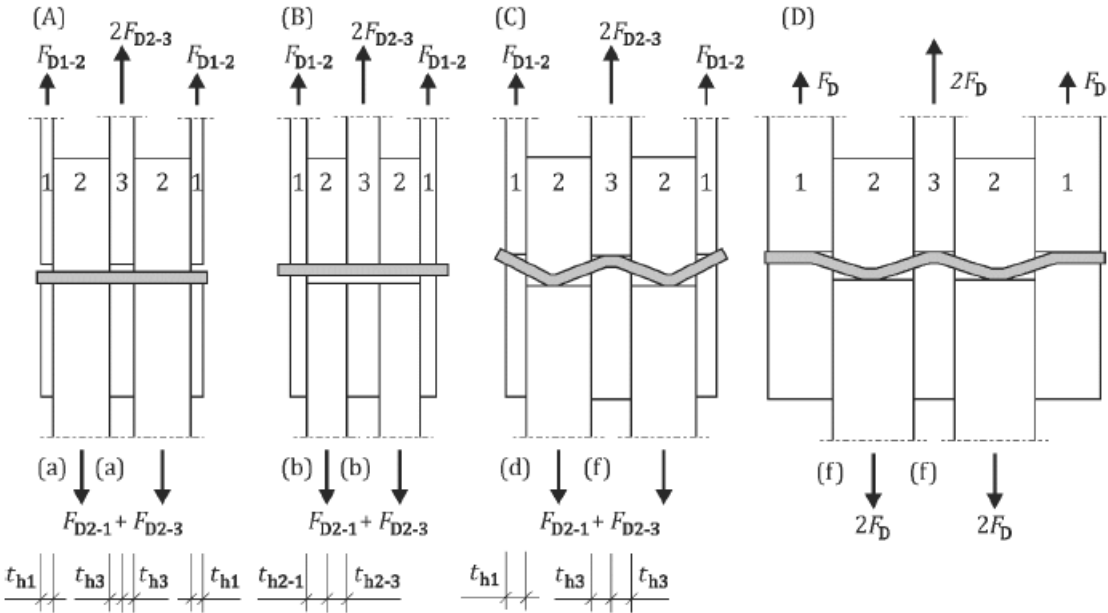 (A) (B) (C) (D)
2F_D2-3 2F_D2-3 2F_D2-3
F_D1-2 F_D1-2 F_D1-2 F_D1-2 F_D1-2 F_D1-2 F_D 2F_D F_D
1 2 3 2 1 1 2 3 2 1 1 2 3 2 1 1 2 3 2 1
(a) (a) (b) (b) (d) (f) (f) (f)
F_D2-1 + F_D2-3 F_D2-1 + F_D2-3 F_D2-1 + F_D2-3 2F_D 2F_D
t_h1 t_h3 t_h3 t_h1 t_h2-1 t_h2-3 t_h1 t_h3 t_h3